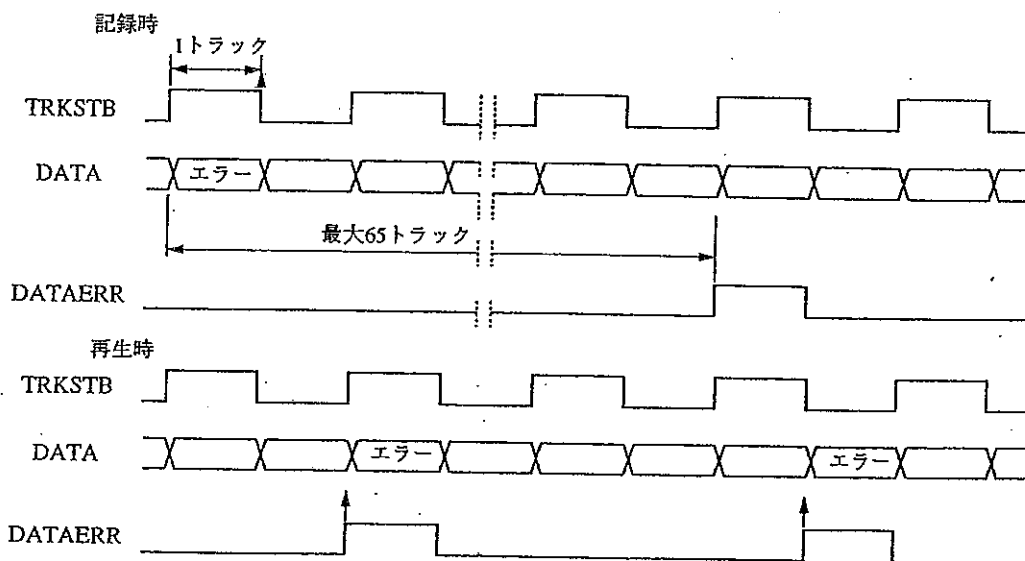 記録時
1トラック
TRKSTB
DATA
エラー
最大65トラック
DATAERR
再生時
TRKSTB
DATA
エラー
エラー
DATAERR